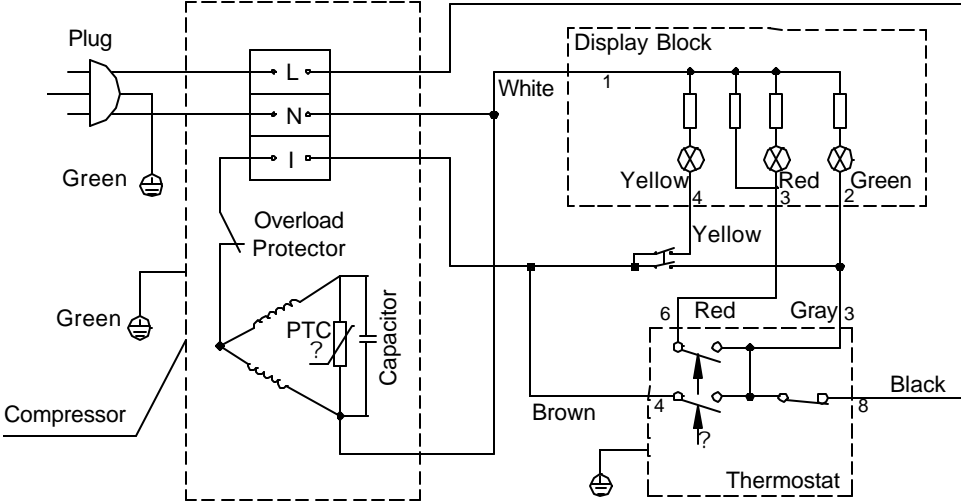 Plug
Display Block
L
White
1
N
I
Green
Yellow
Red
Green
4
3
2
Overload
Protector
Yellow
Green
6
Red
Gray
3
PTC
?
Capacitor
Black
Compressor
Brown
4
8
?
Thermostat